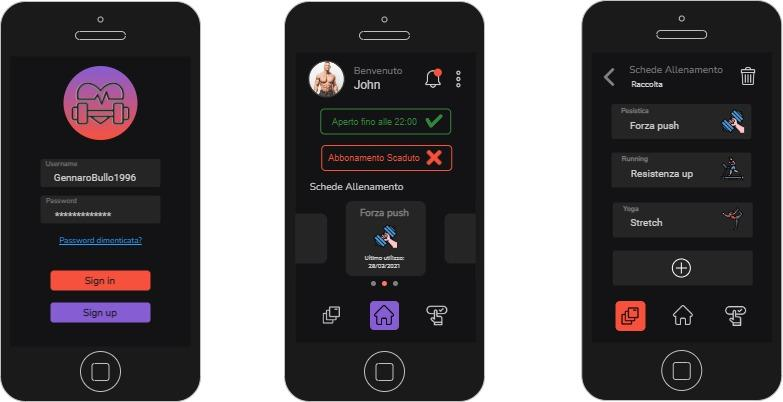 Username
GennaroBullo1996
Password
*************
Password dimenticata?
Sign in
Sign up
Benvenuto
John
Aperto fino alle 22:00
Abbonamento Scaduto
Schede Allenamento
Forza push
Ultimo utilizzo:
28/03/2021
Schede Allenamento
Raccolta
Pesistica
Forza push
Running
Resistenza up
Yoga
Stretch